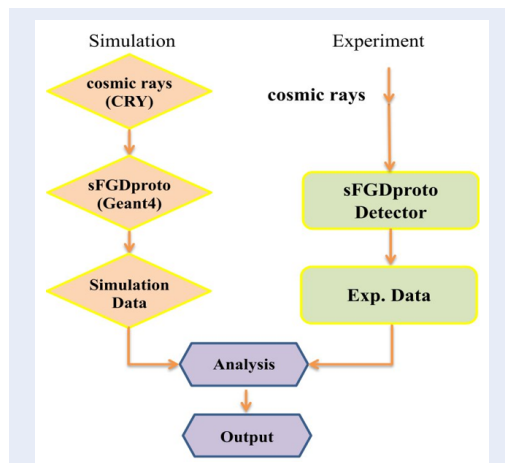 Simulation
Experiment
cosmic rays
(CRY)
cosmic rays
sFGDproto
(Geant4)
sFGDproto
Detector
Simulation
Data
Exp. Data
Analysis
Output